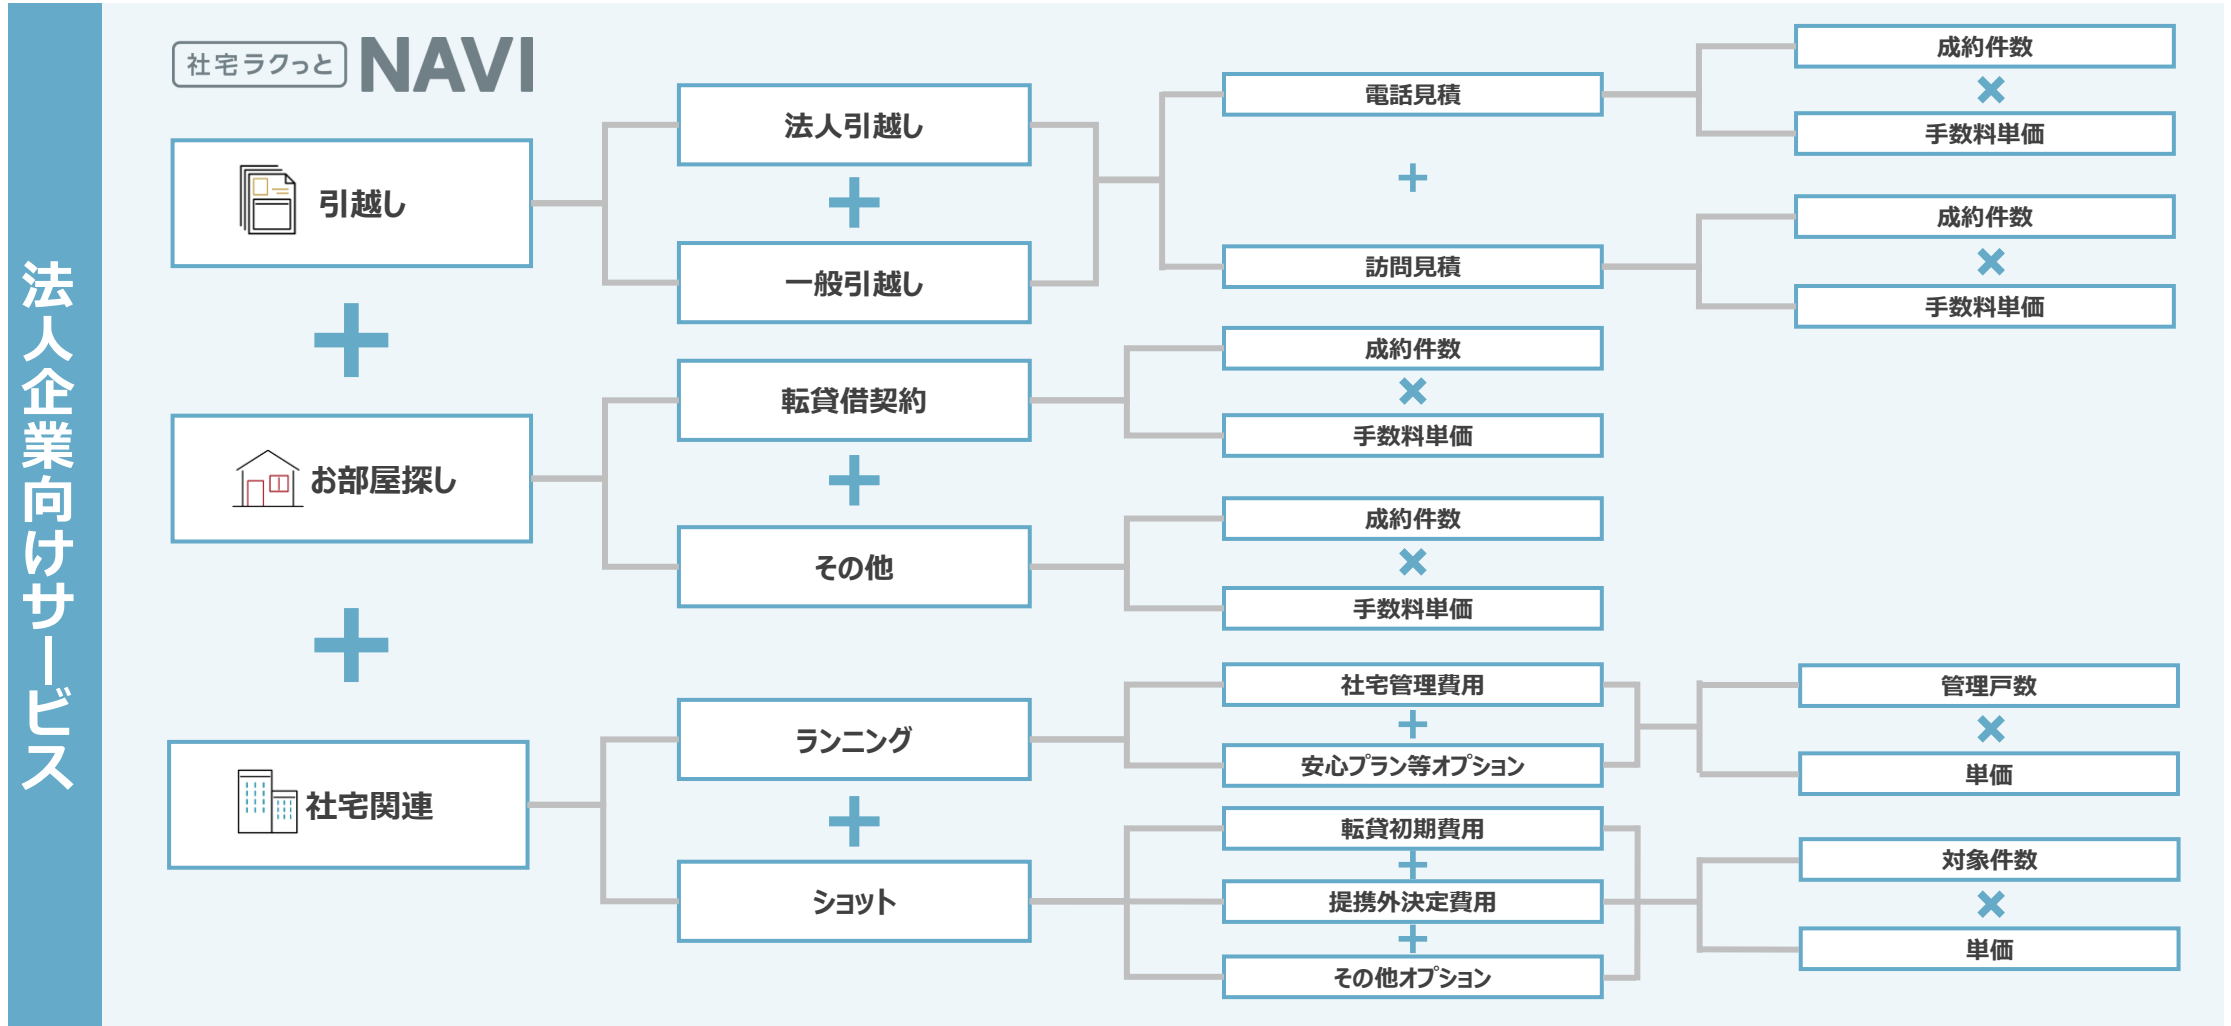 法人企業向けサービス
社宅ラクっと NAVI
引越し
+
お部屋探し
+
社宅関連
法人引越し
+
一般引越し
転貸借契約
+
その他
ランニング
+
ショット
電話見積
+
訪問見積
成約件数
×
手数料単価
成約件数
×
手数料単価
社宅管理費用
+
安心プラン等オプション
転貸初期費用
+
提携外決定費用
+
その他オプション
成約件数
×
手数料単価
成約件数
×
手数料単価
管理戸数
×
単価
対象件数
×
単価